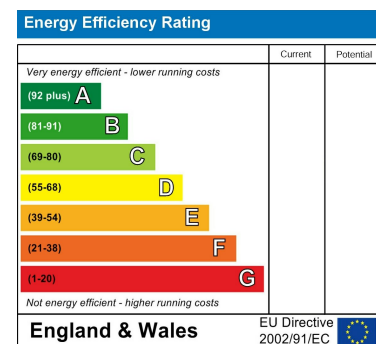 Energy Efficiency Rating
Current Potential
Very energy efficient - lower running costs
(92 plus) A
(81-91) B
(69-80) C
(55-68) D
(39-54) E
(21-38) F
(1-20) G
Not energy efficient - higher running costs
England & Wales
EU Directive
2002/91/EC